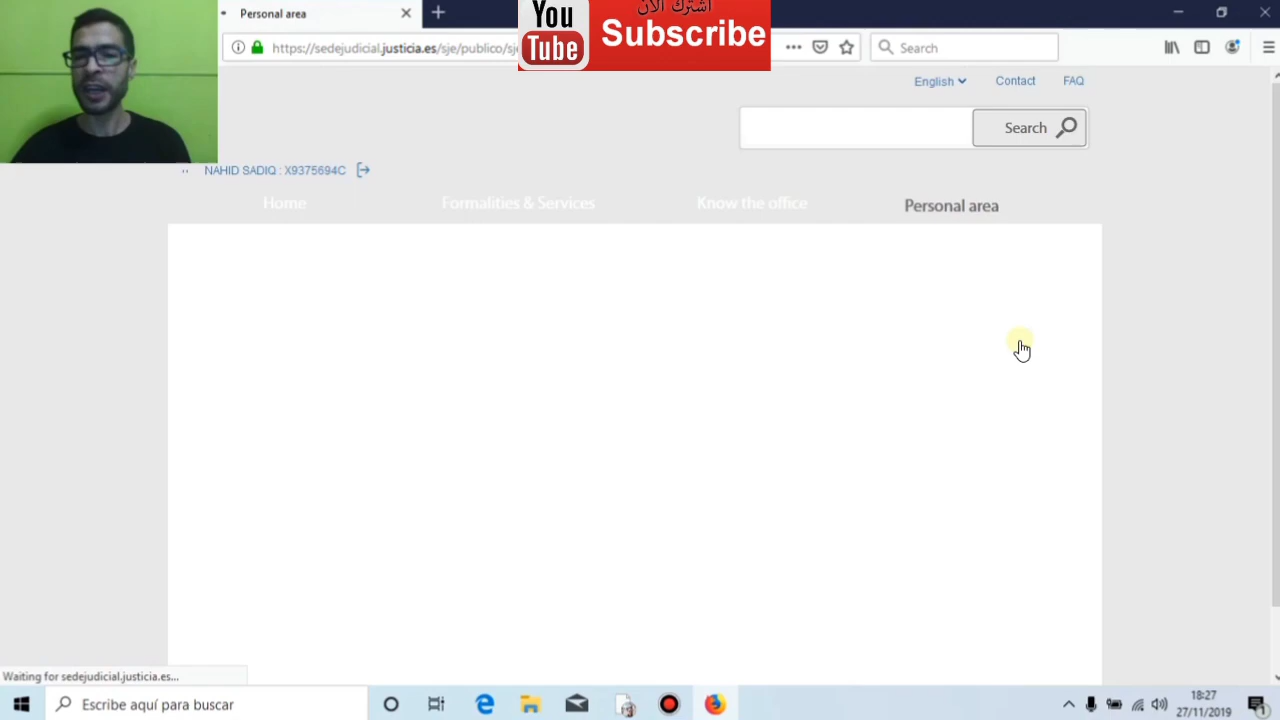 Personal area
You
Tube
اشترك الآن
Subscribe
https://sedejudicial.justicia.es/sje/publico/sje
Search
English
Contact
FAQ
Search
NAHID SADIQ : X9375694C
Home
Formalities & Services
Know the office
Personal area
Waiting for sedejudicial.justicia.es...
Escribe aquí para buscar
18:27
27/11/2019
1